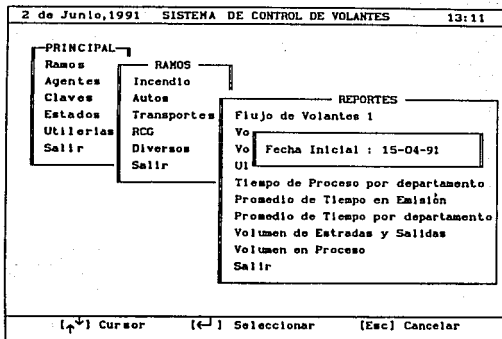 2 de Junio,1991 SISTEMA DE CONTROL DE VOLANTES 13:11
PRINCIPAL
Ramos
Agentes
Claves
Estados
Utilerias
Salir
RAMOS
Incendio
Autos
Transportes
RCG
Diversos
Salir
REPORTES
Flujo de Volantes 1
Vo
Vo
Ul
Fecha Inicial : 15-04-91
Tiempo de Proceso por departamento
Promedio de Tiempo en Emisión
Promedio de Tiempo por departamento
Volumen de Estradas y Salidas
Volumen en Proceso
Salir
[↑↓] Cursor [←┘] Seleccionar [Esc] Cancelar